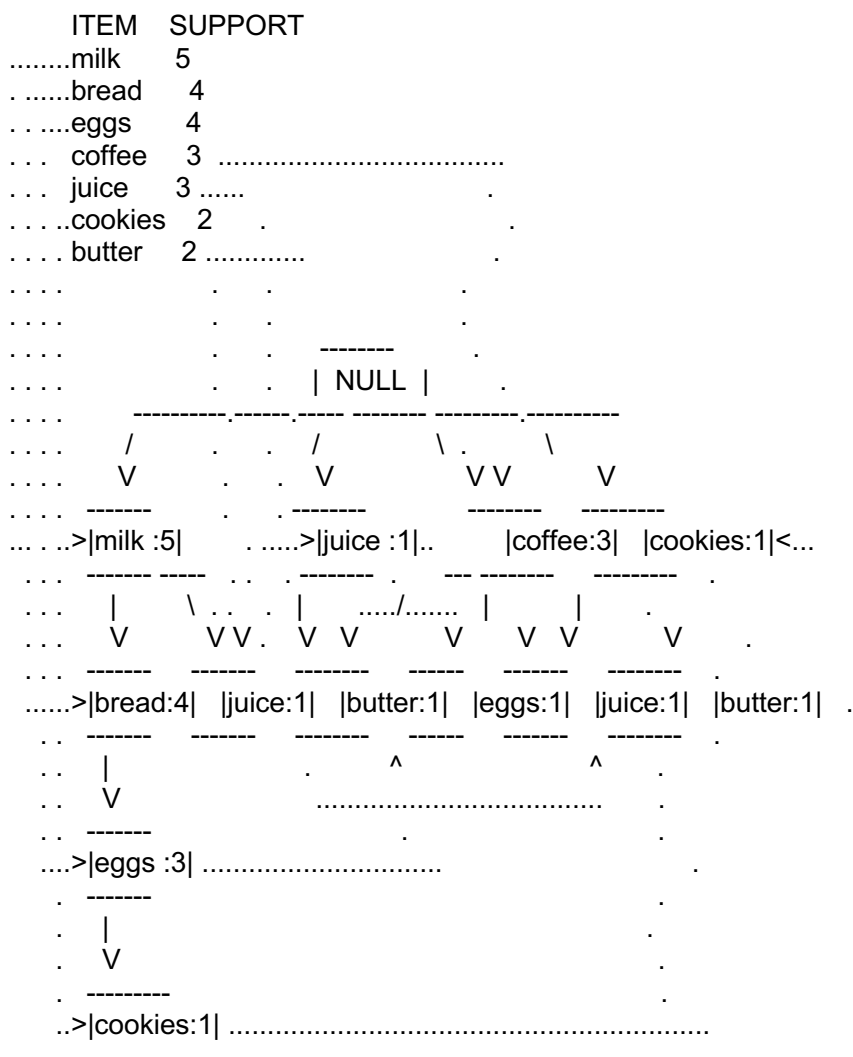 ITEM SUPPORT
........milk 5
. ......bread 4
. . ....eggs 4
. . . coffee 3 .....................................
. . . juice 3 ...... .
. . . ..cookies 2 . .
. . . . butter 2 ............. .
. . . . . . .
. . . . . . .
. . . . . . -------- .
. . . . . . | NULL | .
. . . . ----------.------.----- -------- ---------.----------
. . . . / . . / \ . \
. . . . V . . V V V V
. . . . ------- . . -------- -------- ---------
... . ..>|milk :5| . .....>|juice :1|.. |coffee:3| |cookies:1|<...
. . . ------- ----- . . . -------- . --- -------- --------- .
. . . | \ . . . | ...../....... | | .
. . . V V V . V V V V V V .
. . . ------- ------- -------- ------ ------- -------- .
......>|bread:4| |juice:1| |butter:1| |eggs:1| |juice:1| |butter:1| .
. . ------- ------- -------- ------ ------- -------- .
. . | . ^ ^ .
. . V ..................................... .
. . ------- . .
....>|eggs :3| ............................... .
. ------- .
. | .
. V .
. --------- .
..>|cookies:1| ..............................................................